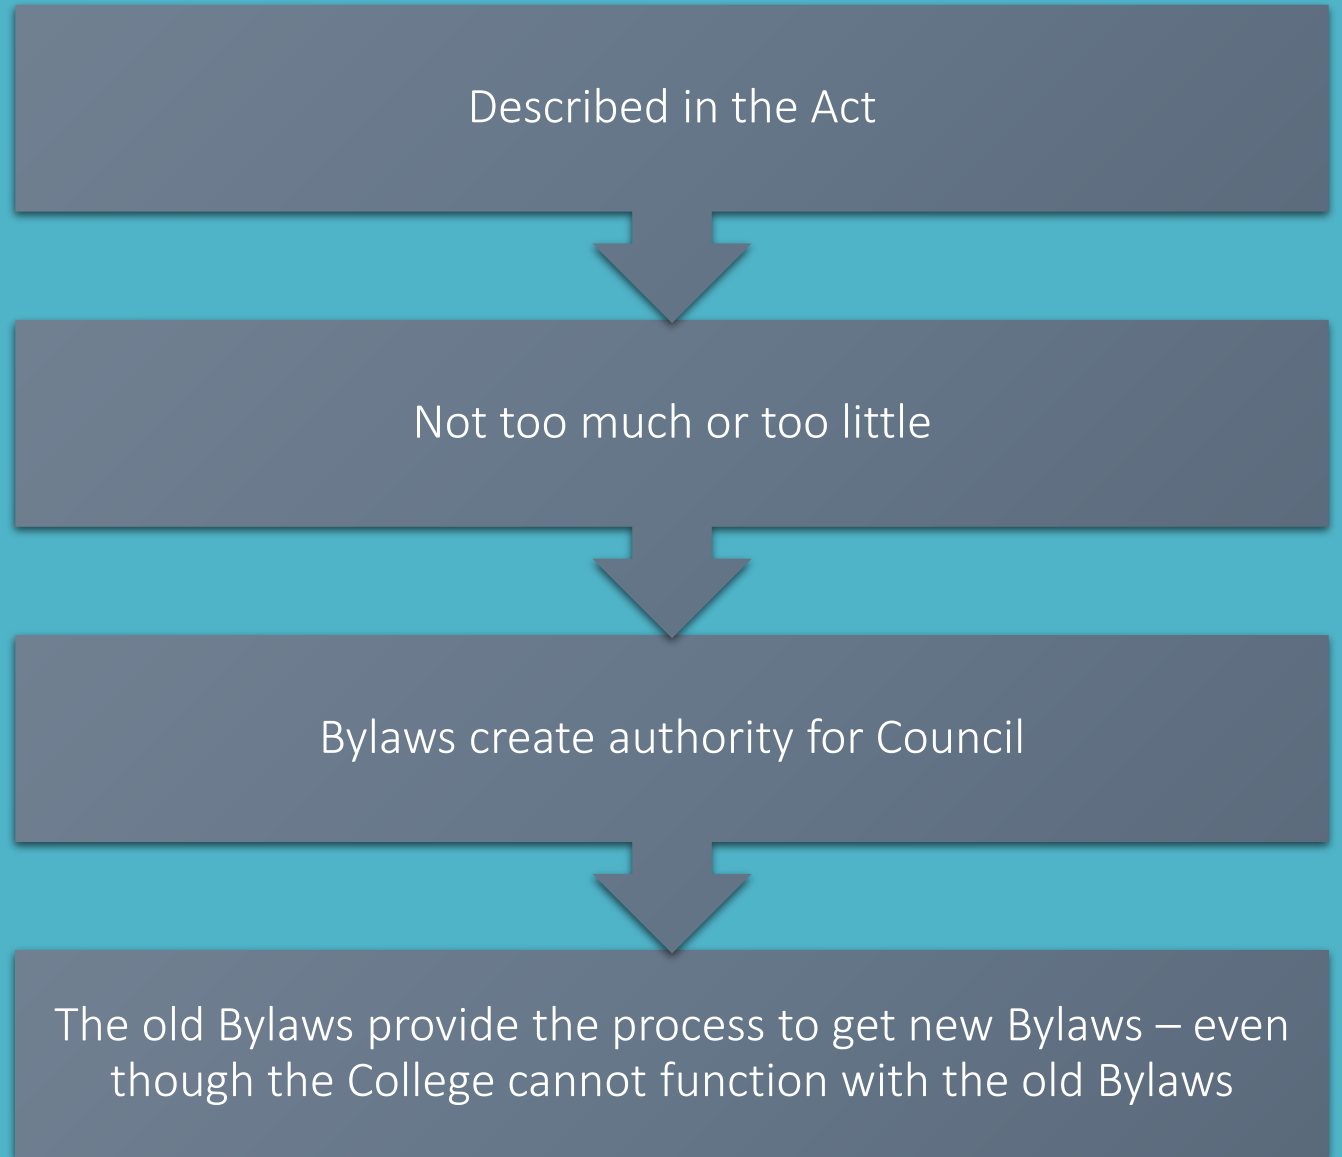 Described in the Act
Not too much or too little
Bylaws create authority for Council
The old Bylaws provide the process to get new Bylaws – even
though the College cannot function with the old Bylaws